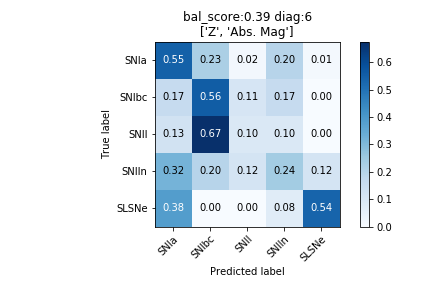 bal_score:0.39 diag:6
['Z', 'Abs. Mag']
True label
SNIa 0.55 0.23 0.02 0.20 0.01
SNIbc 0.17 0.56 0.11 0.17 0.00
SNII 0.13 0.67 0.10 0.10 0.00
SNIIn 0.32 0.20 0.12 0.24 0.12
SLSNe 0.38 0.00 0.00 0.08 0.54
SNIa SNIbc SNII SNIIn SLSNe
Predicted label
0.6
0.5
0.4
0.3
0.2
0.1
0.0